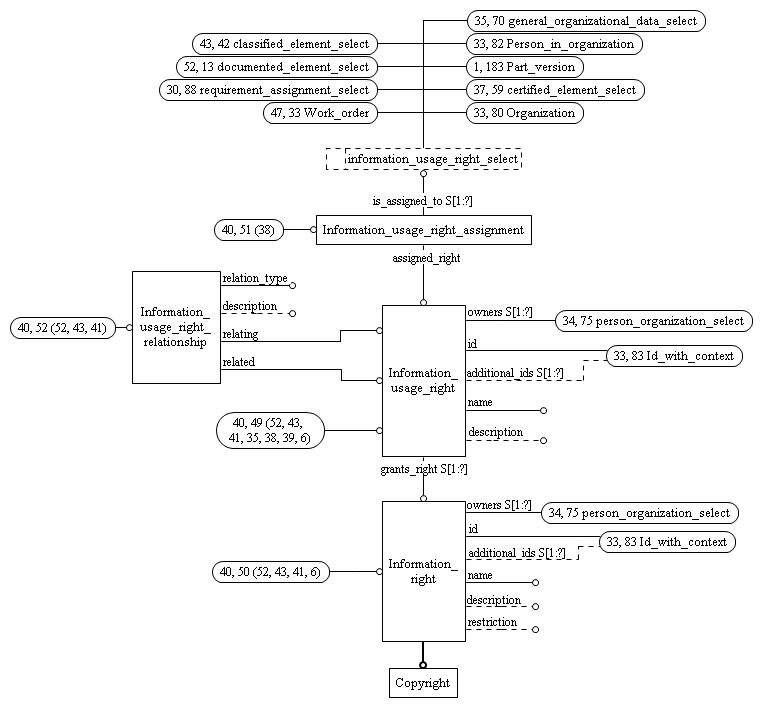 35, 70 general_organizational_data_select
43, 42 classified_element_select
33, 82 Person_in_organization
52, 13 documented_element_select
1, 183 Part_version
30, 88 requirement_assignment_select
37, 59 certified_element_select
47, 33 Work_order
33, 80 Organization
information_usage_right_select
is_assigned_to S[1:?]
40, 51 (38)
Information_usage_right_assignment
assigned_right
40, 52 (52, 43, 41)
Information_
usage_right_
relationship
relation_type
description
relating
related
Information_
usage_right
owners S[1:?]
34, 75 person_organization_select
id
33, 83 Id_with_context
additional_ids S[1:?]
name
description
40, 49 (52, 43,
41, 35, 38, 39, 6)
grants_right S[1:?]
40, 50 (52, 43, 41, 6)
Information_
right
owners S[1:?]
34, 75 person_organization_select
id
33, 83 Id_with_context
additional_ids S[1:?]
name
description
restriction
Copyright